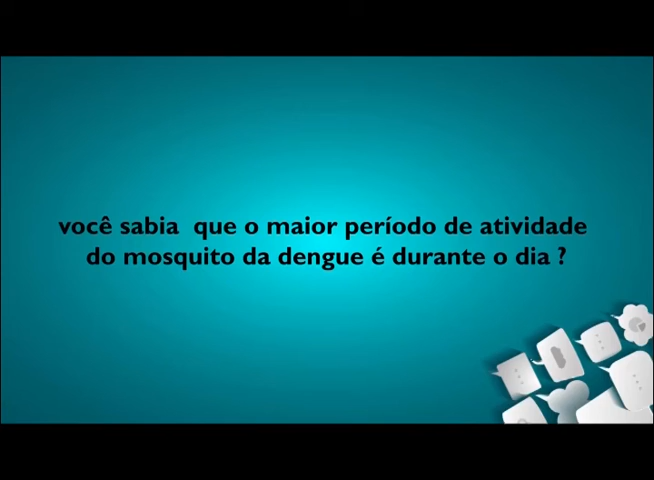 você sabia  que o maior período de atividade
do mosquito da dengue é durante o dia ?